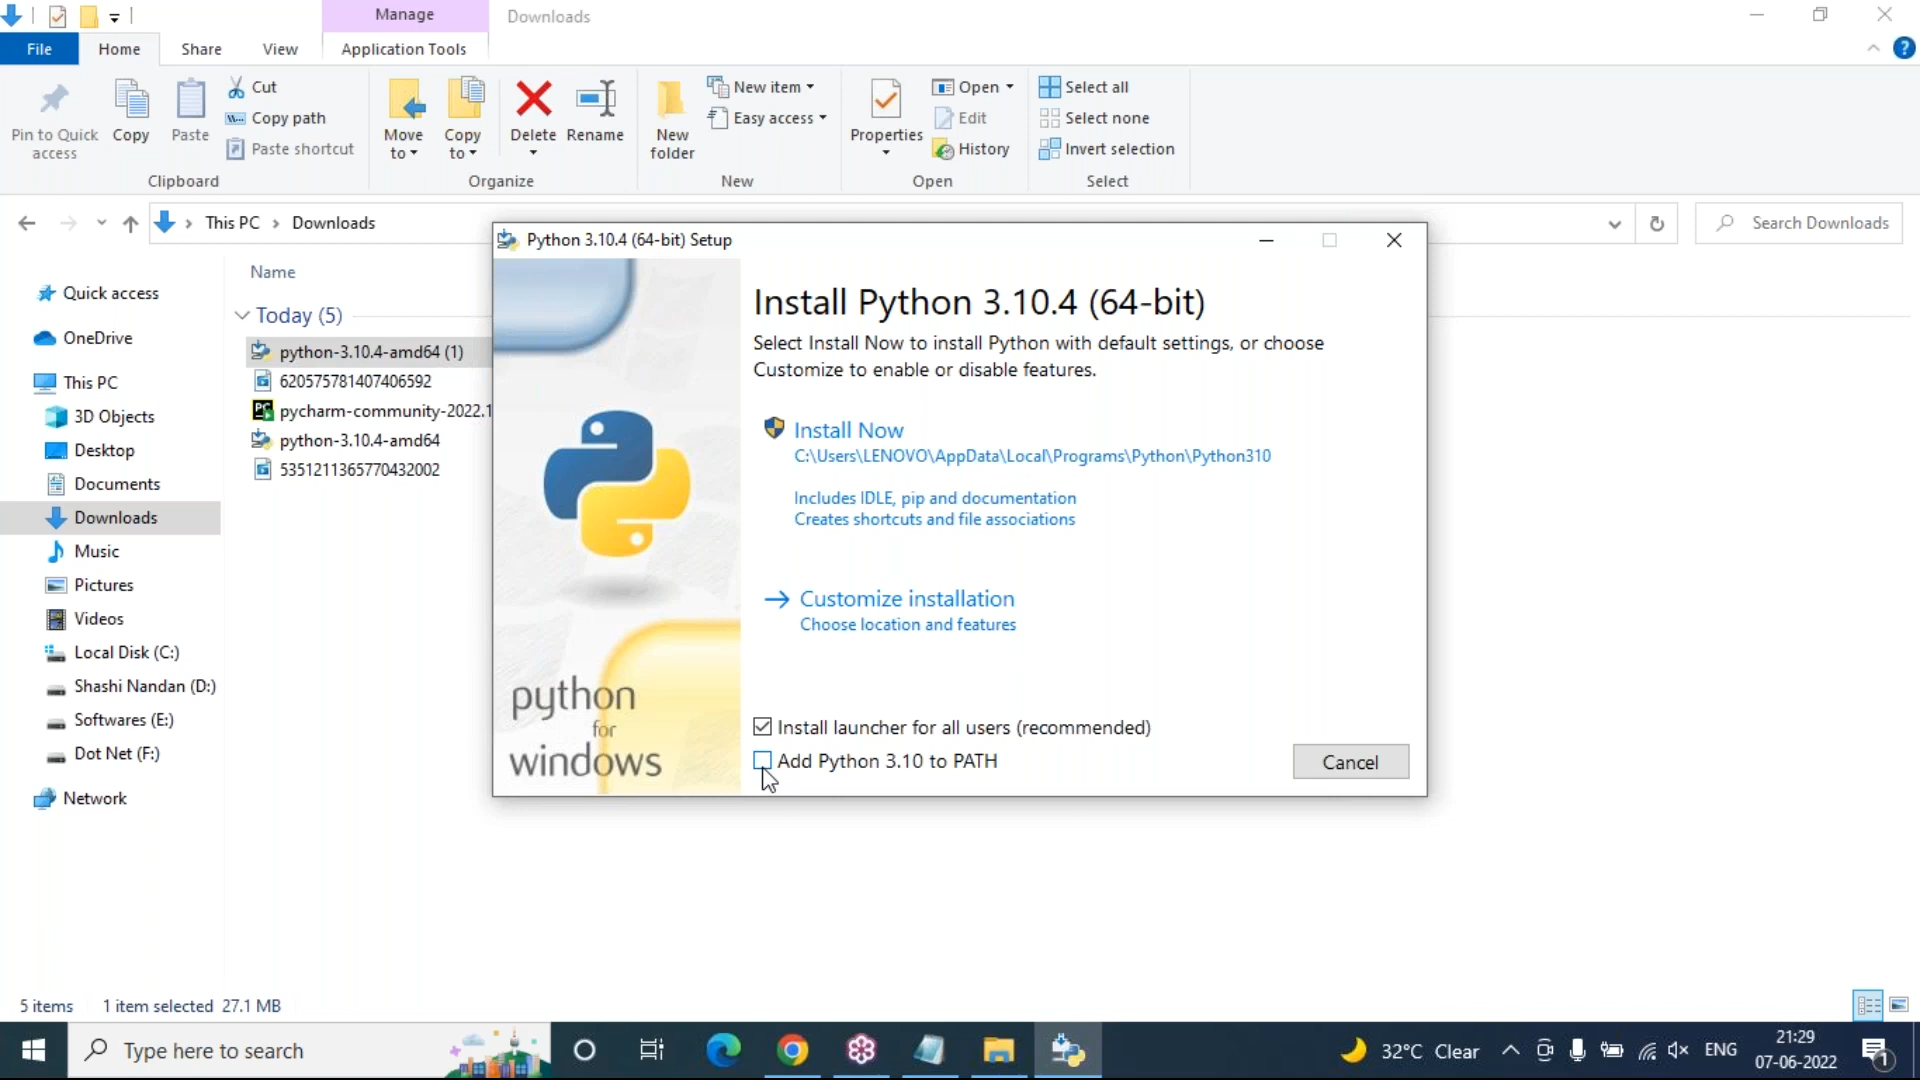 Manage
Downloads
File
Home
Share
View
Application Tools
Pin to Quick access
Copy
Paste
Cut
Copy path
Paste shortcut
Clipboard
Move to
Copy to
Delete
Rename
Organize
New folder
New item
Easy access
New
Properties
Open
Edit
History
Open
Select all
Select none
Invert selection
Select
This PC
Downloads
Search Downloads
Quick access
OneDrive
This PC
3D Objects
Desktop
Documents
Downloads
Music
Pictures
Videos
Local Disk (C:)
Shashi Nandan (D:)
Softwares (E:)
Dot Net (F:)
Network
Name
Today (5)
python-3.10.4-amd64 (1)
620575781407406592
pycharm-community-2022.1
python-3.10.4-amd64
5351211365770432002
Python 3.10.4 (64-bit) Setup
Install Python 3.10.4 (64-bit)
Select Install Now to install Python with default settings, or choose
Customize to enable or disable features.
Install Now
C:\Users\LENOVO\AppData\Local\Programs\Python\Python310
Includes IDLE, pip and documentation
Creates shortcuts and file associations
Customize installation
Choose location and features
python
for
windows
Install launcher for all users (recommended)
Add Python 3.10 to PATH
Cancel
5 items 1 item selected 27.1 MB
Type here to search
32°C Clear
ENG
21:29
07-06-2022
1